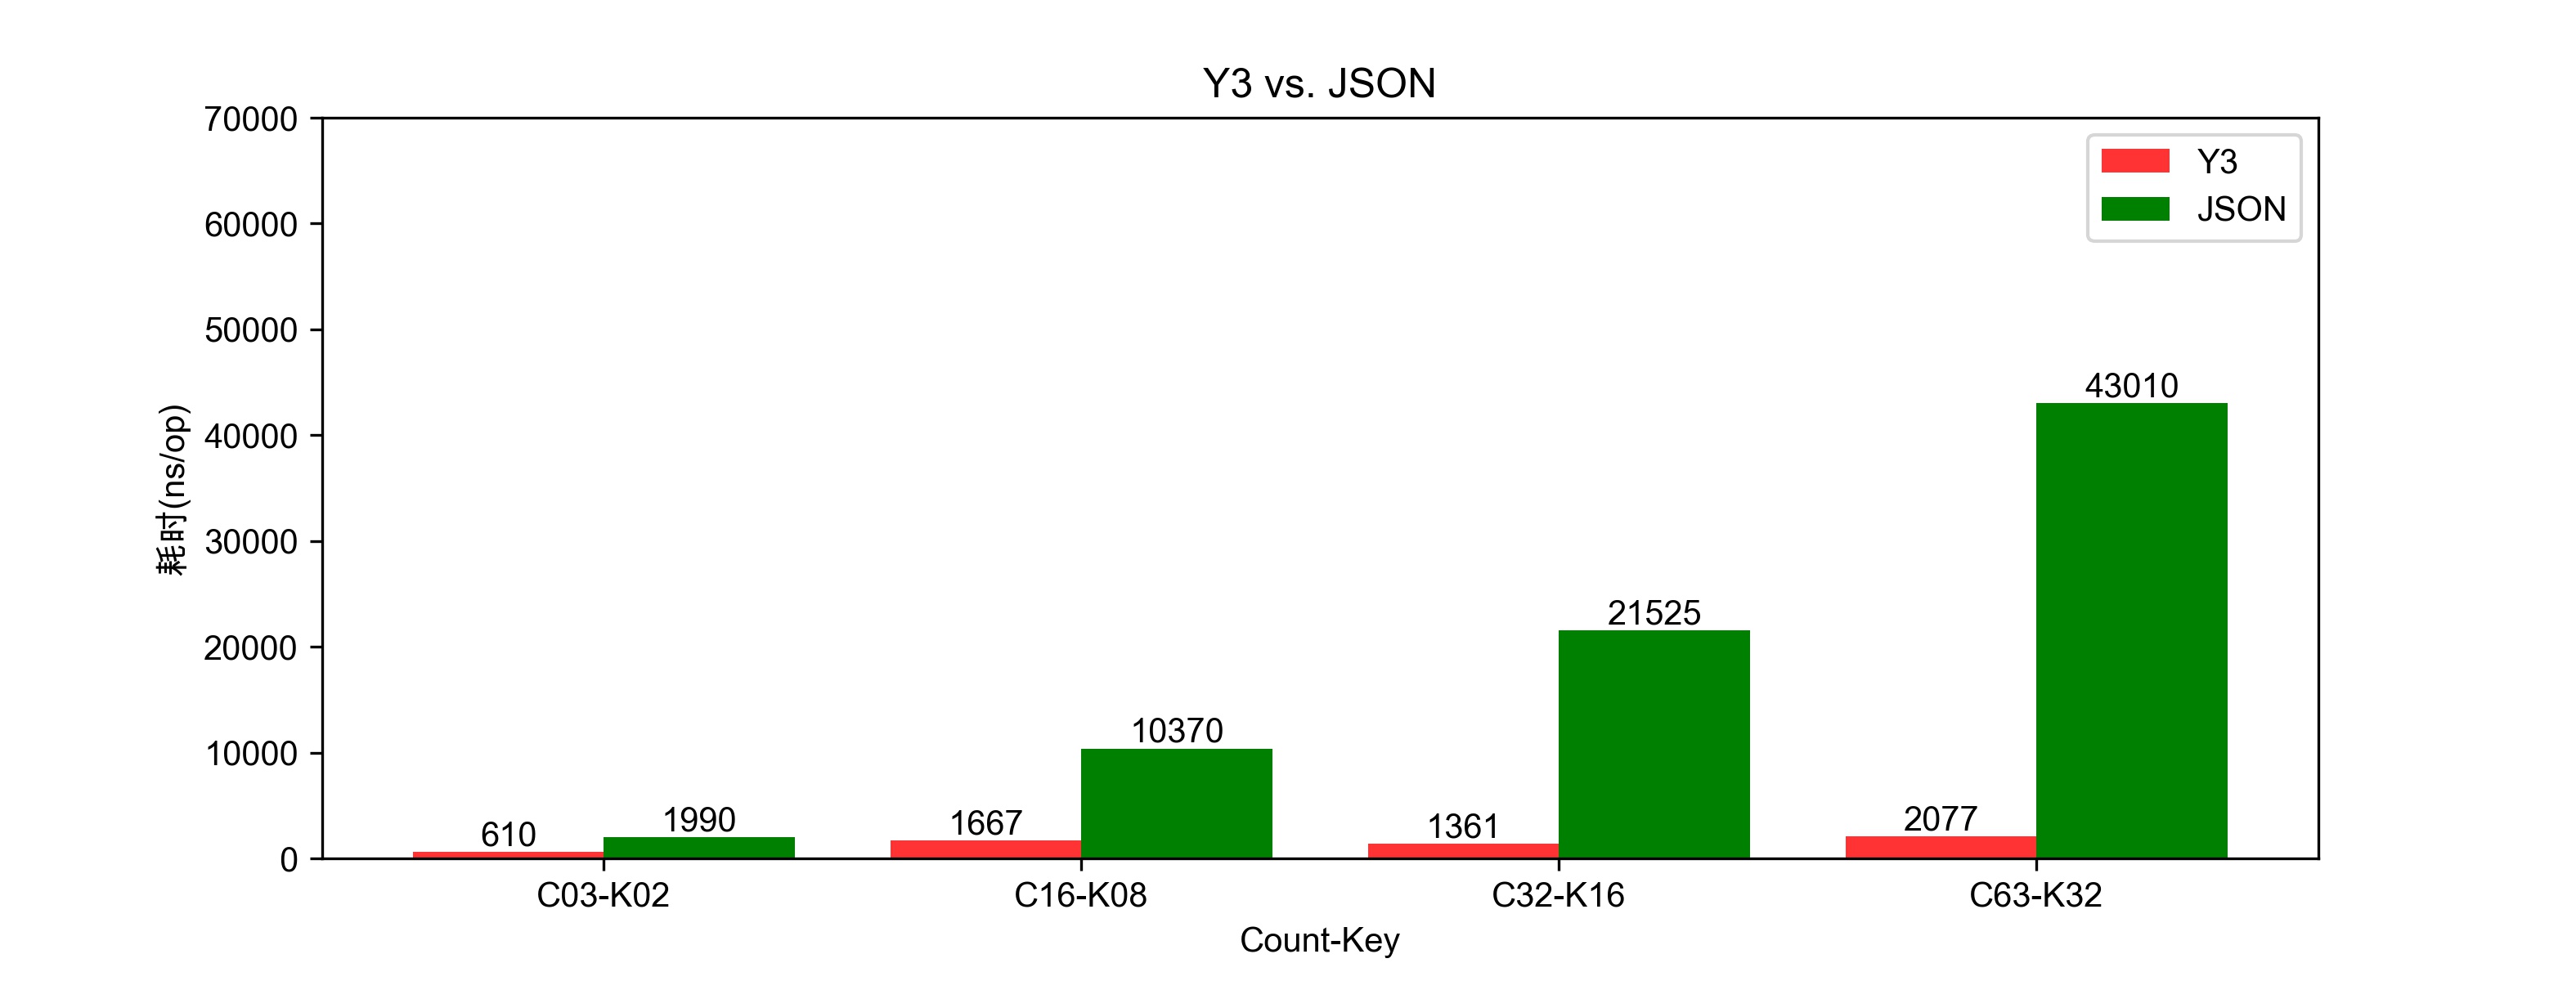 Y3 vs. JSON
70000
60000
50000
40000
30000
20000
10000
0
耗时(ns/op)
Y3
JSON
610
1990
1667
10370
1361
21525
2077
43010
C03-K02
C16-K08
C32-K16
C63-K32
Count-Key